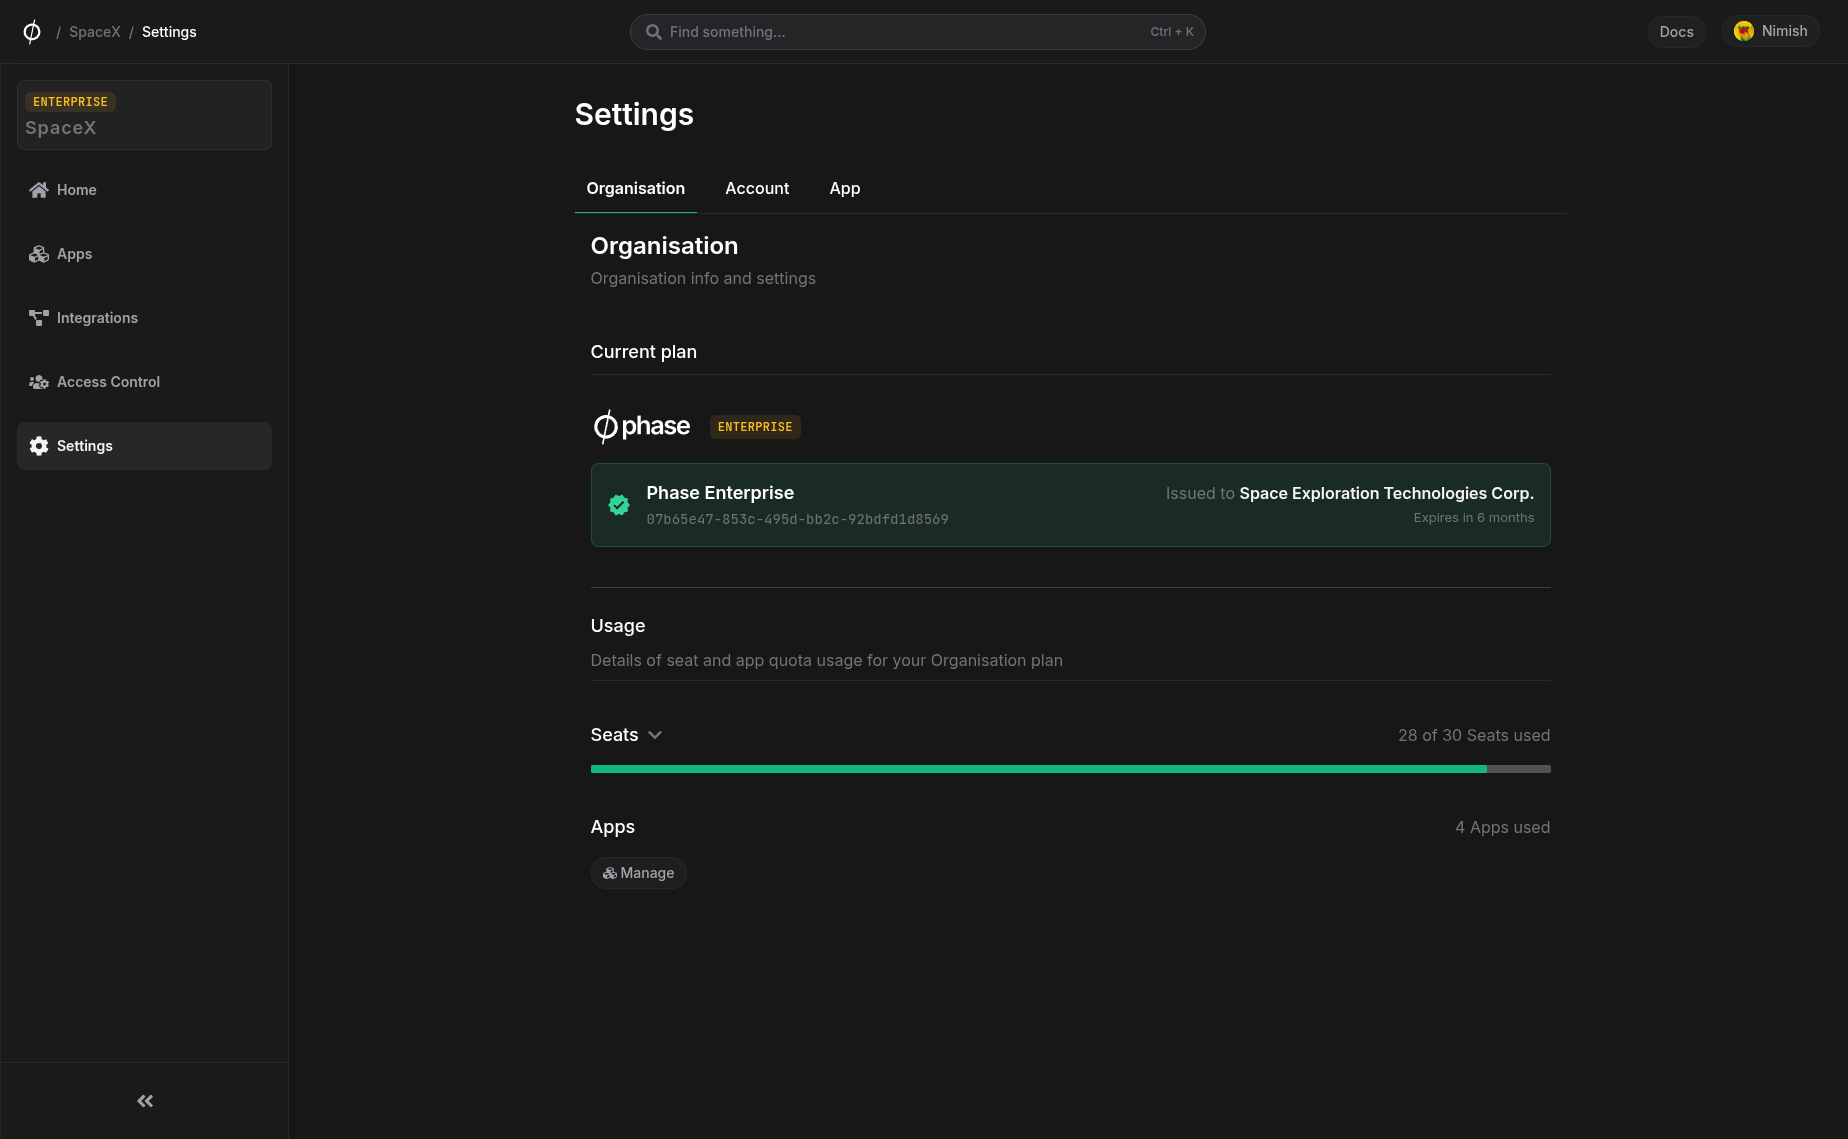 / SpaceX / Settings
Find something...
Ctrl + K
Docs
Nimish
ENTERPRISE
SpaceX
Home
Apps
Integrations
Access Control
Settings
Settings
Organisation
Account
App
Organisation
Organisation info and settings
Current plan
phase
ENTERPRISE
Phase Enterprise
07b65e47-853c-495d-bb2c-92bdfd1d8569
Issued to Space Exploration Technologies Corp.
Expires in 6 months
Usage
Details of seat and app quota usage for your Organisation plan
Seats
28 of 30 Seats used
Apps
4 Apps used
Manage